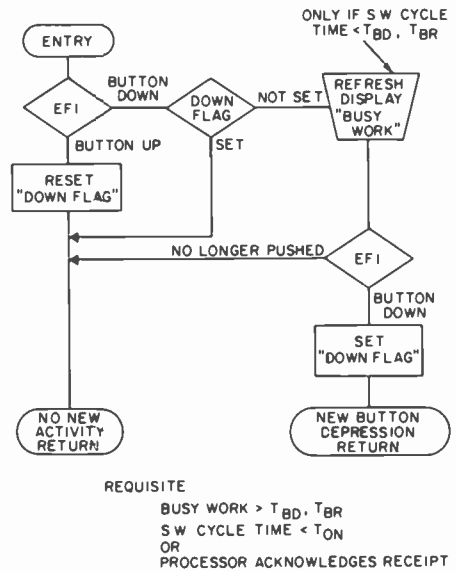 ONLY IF SW CYCLE
TIME < TBD, TBR
ENTRY
EF1
BUTTON
DOWN
DOWN
FLAG
NOT SET
REFRESH
DISPLAY
"BUSY
WORK"
BUTTON UP
SET
RESET
"DOWN FLAG"
NO LONGER PUSHED
EF1
BUTTON
DOWN
SET
"DOWN FLAG"
NO NEW
ACTIVITY
RETURN
NEW BUTTON
DEPRESSION
RETURN
REQUISITE
BUSY WORK > TBD, TBR
SW CYCLE TIME < TON
OR
PROCESSOR ACKNOWLEDGES RECEIPT